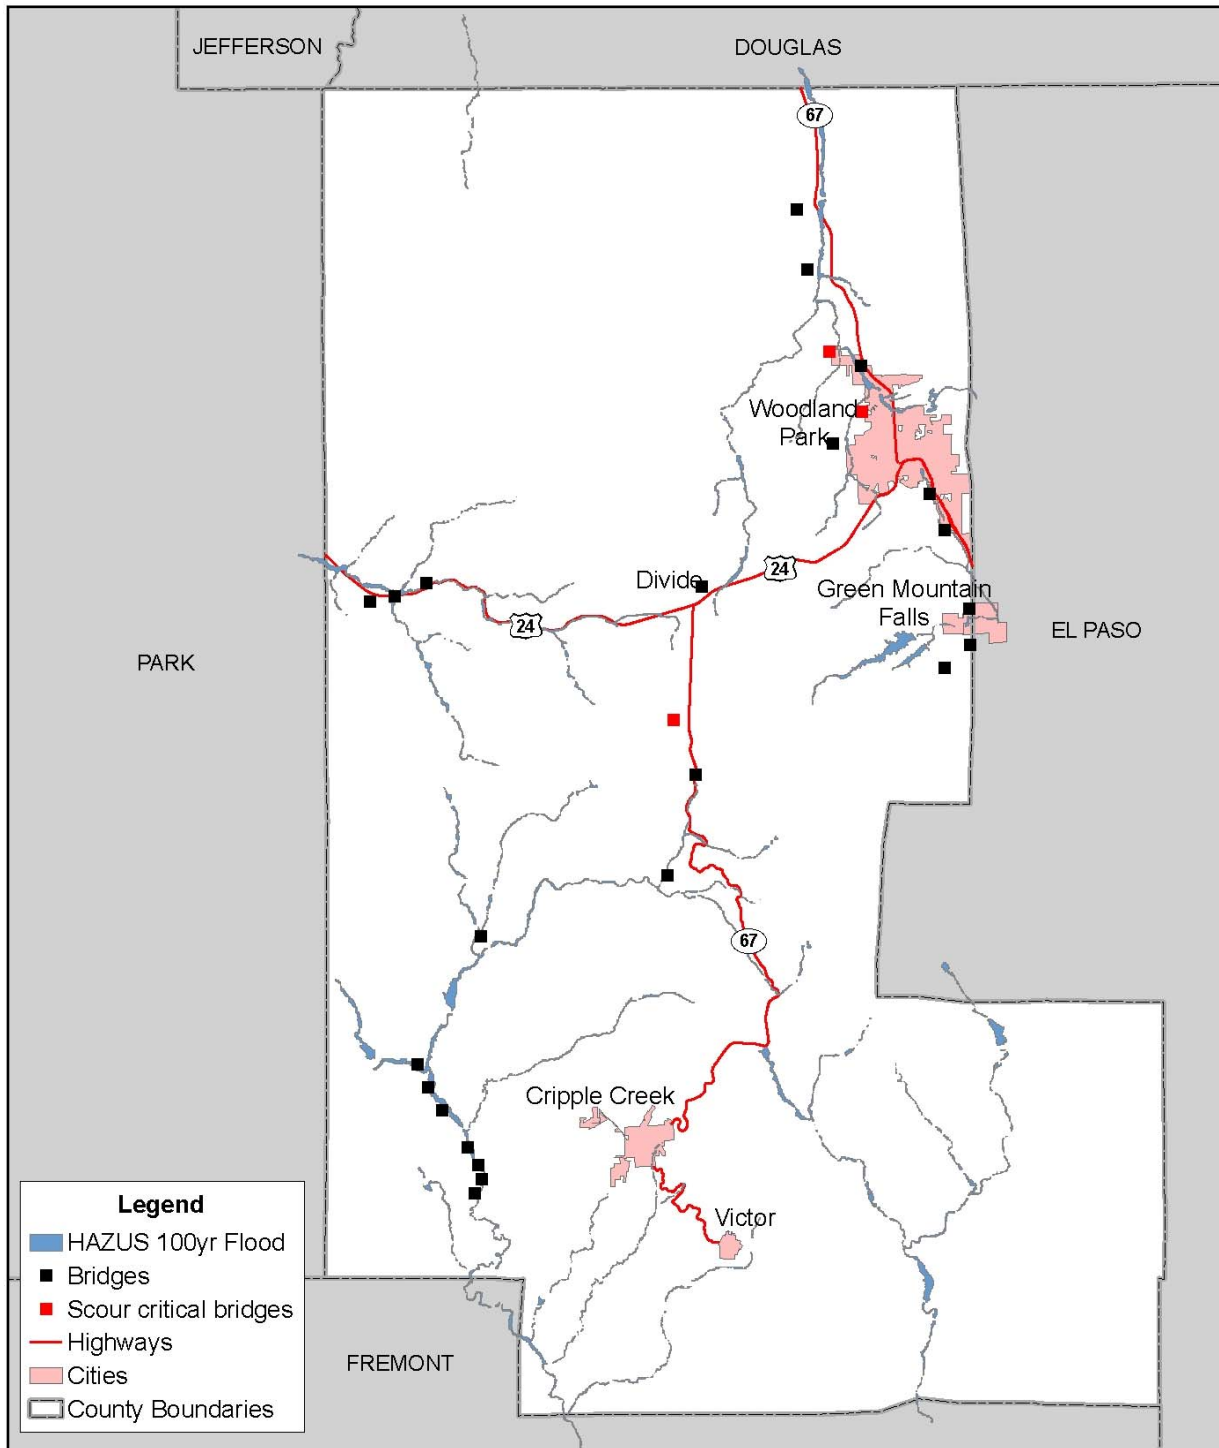 JEFFERSON
DOUGLAS
67
Woodland
Park
Divide
24
Green Mountain
Falls
24
EL PASO
PARK
67
Cripple Creek
Victor
FREMONT
Legend
HAZUS 100yr Flood
Bridges
Scour critical bridges
Highways
Cities
County Boundaries